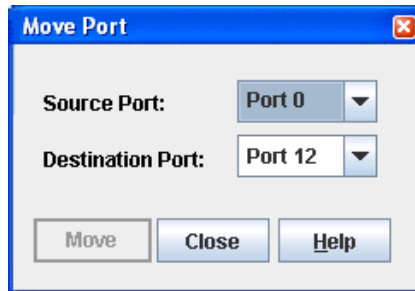 Move Port
Source Port: Port 0
Destination Port: Port 12
Move Close Help